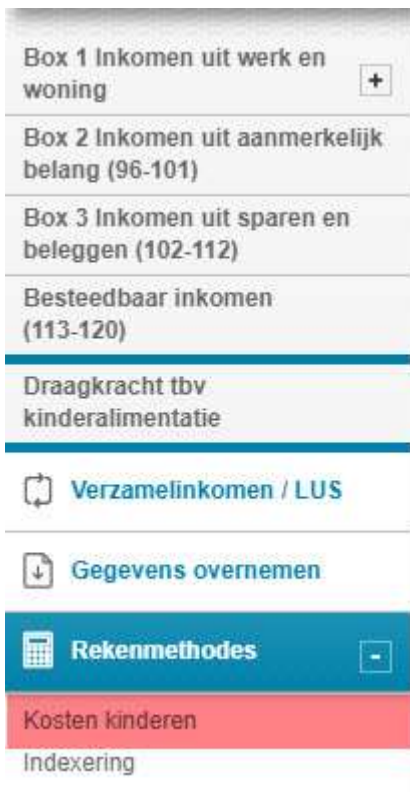 Box 1 Inkomen uit werk en
woning
+
Box 2 Inkomen uit aanmerkelijk
belang (96-101)
Box 3 Inkomen uit sparen en
beleggen (102-112)
Besteedbaar inkomen
(113-120)
Draagkracht tbv
kinderalimentatie
Verzamelinkomen / LUS
Gegevens overnemen
Rekenmethodes
-
Kosten kinderen
Indexering